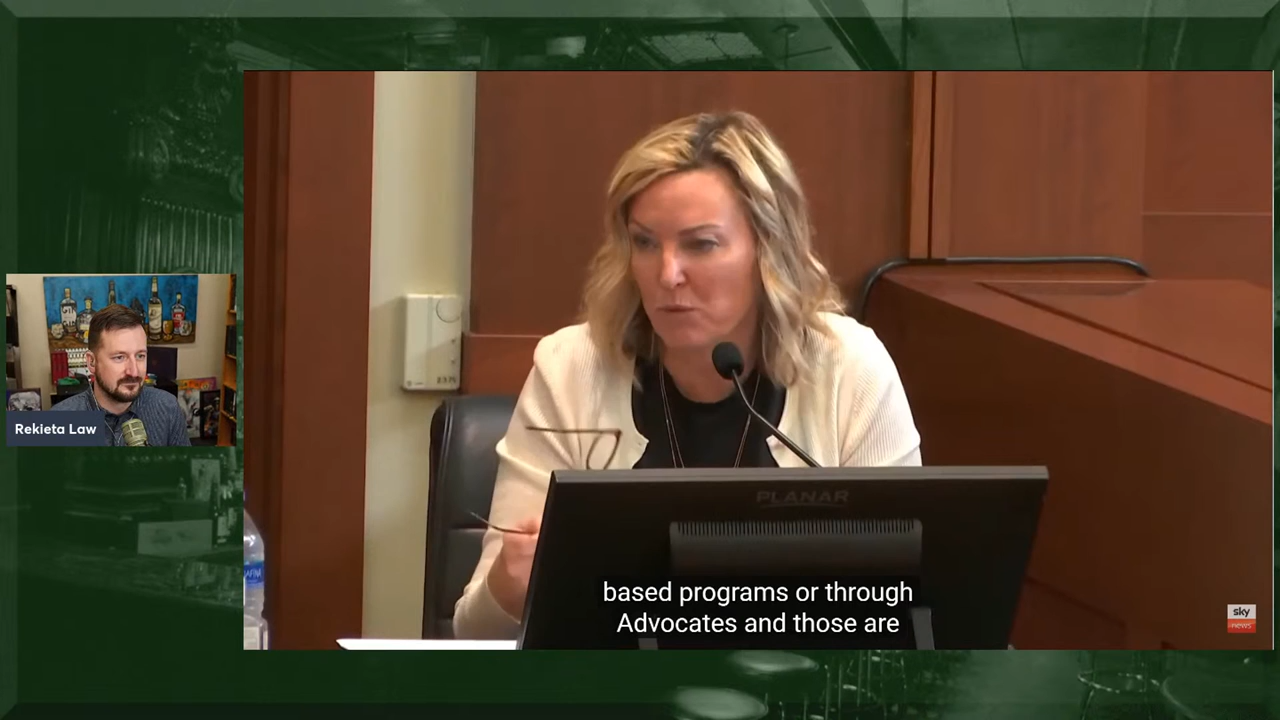 Rekieta Law
PLANAR
based programs or through
Advocates and those are
sky
news